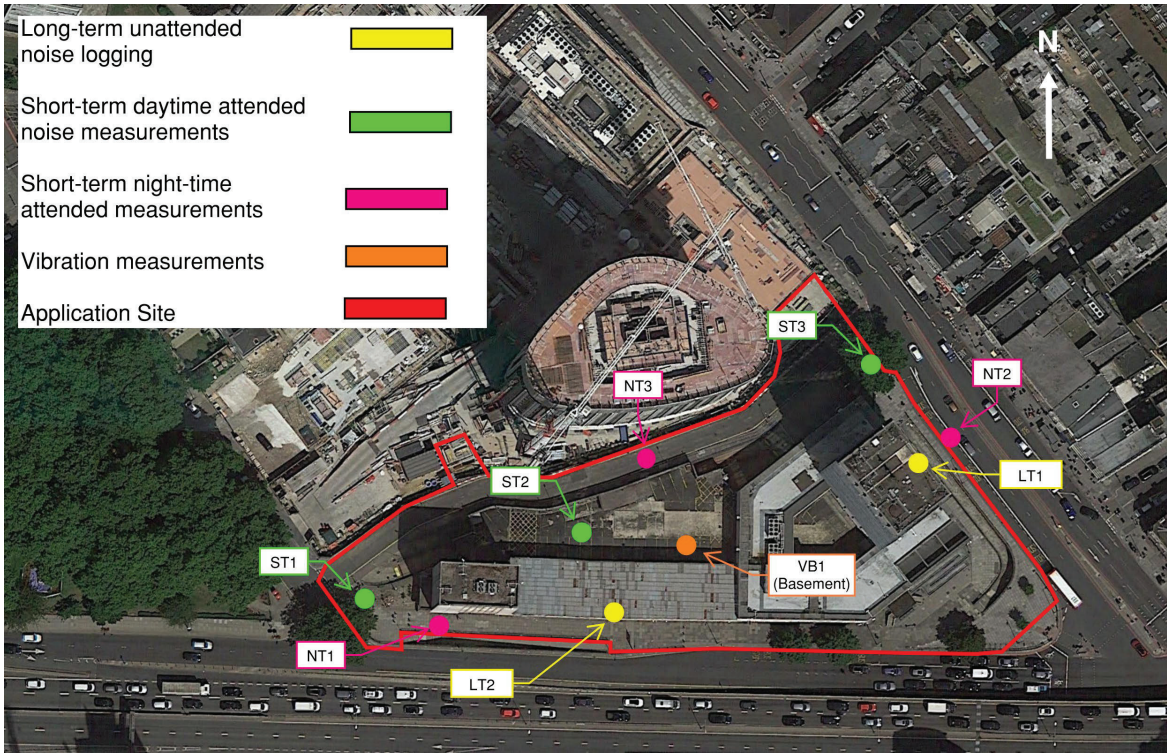 Long-term unattended
noise logging
Short-term daytime attended
noise measurements
Short-term night-time
attended measurements
Vibration measurements
Application Site
N
ST3
NT2
NT3
LT1
ST2
ST1
VB1
(Basement)
NT1
LT2